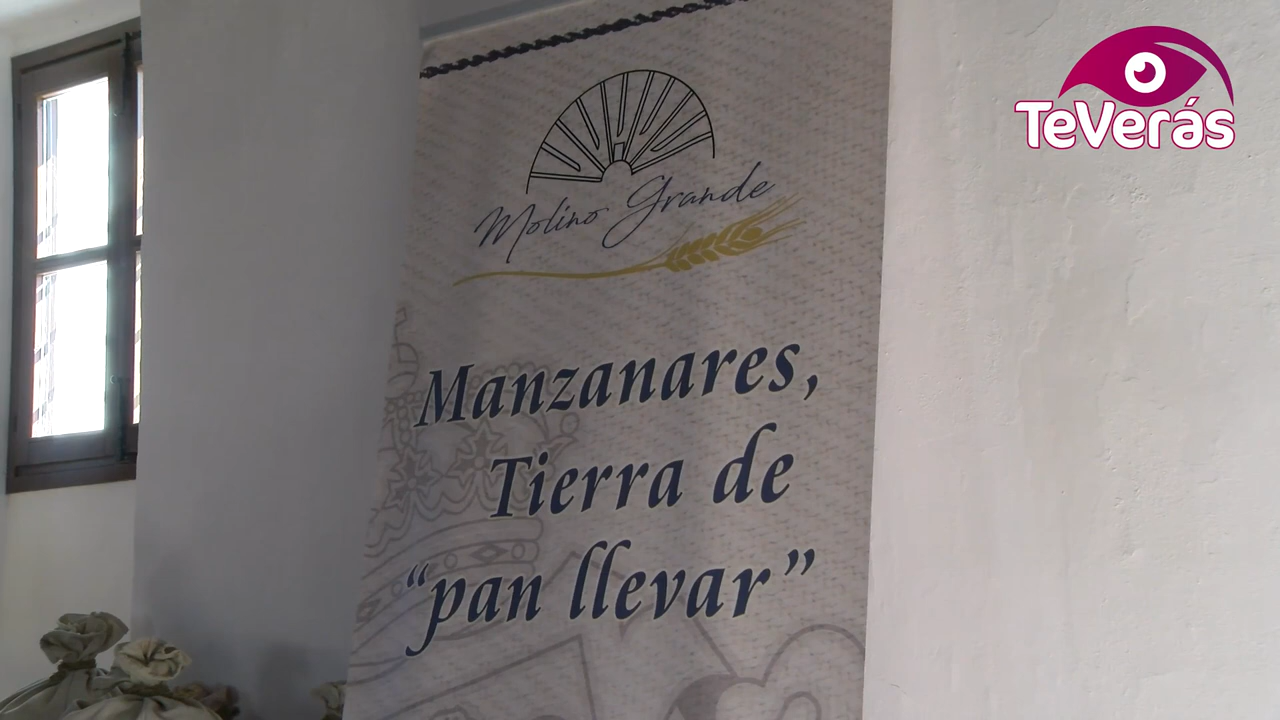 TeVerás
Molino Grande
Manzanares,
Tierra de
“pan llevar”